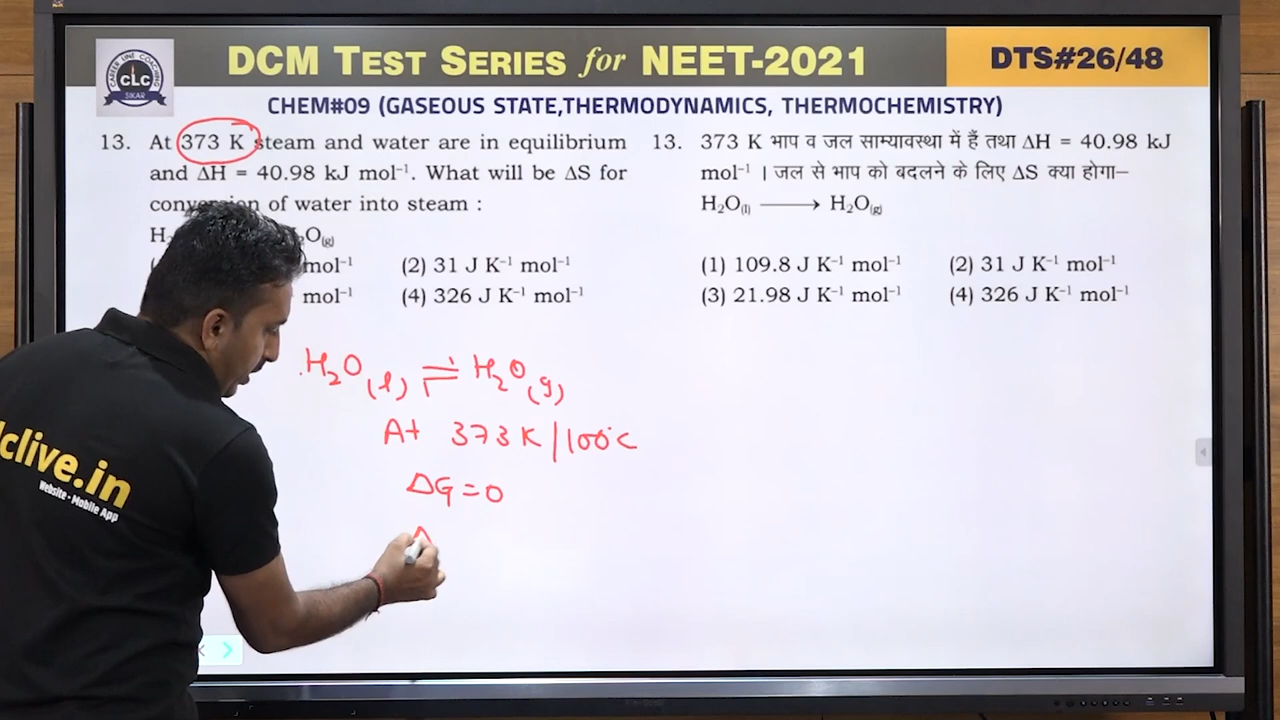 CAREER LINE COACHING
CLC
SIKAR
DCM TEST SERIES for NEET-2021
DTS#26/48
CHEM#09 (GASEOUS STATE,THERMODYNAMICS, THERMOCHEMISTRY)
13. At 373 K steam and water are in equilibrium
and ΔH = 40.98 kJ mol⁻¹. What will be ΔS for
of water into steam :
mol⁻¹ (2) 31 J K⁻¹ mol⁻¹
mol⁻¹ (4) 326 J K⁻¹ mol⁻¹
13. 373 K भाप व जल साम्यावस्था में हैं तथा ΔH = 40.98 kJ
mol⁻¹ । जल से भाप को बदलने के लिए ΔS क्या होगा–
H₂O₍l₎ ⟶ H₂O₍g₎
(1) 109.8 J K⁻¹ mol⁻¹ (2) 31 J K⁻¹ mol⁻¹
(3) 21.98 J K⁻¹ mol⁻¹ (4) 326 J K⁻¹ mol⁻¹
H₂O(l) ⇌ H₂O(g)
At 373 K / 100°C
ΔG = 0
clive.in
Website - Mobile App